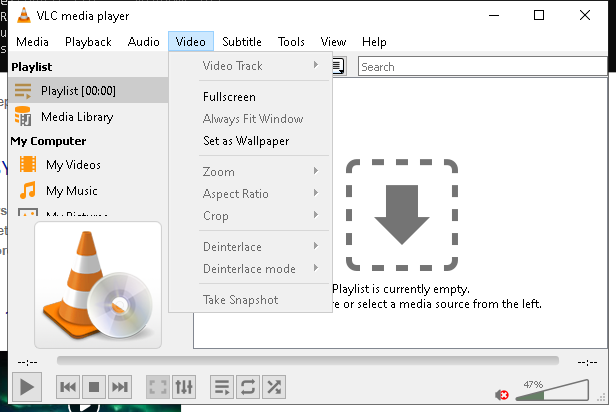 VLC media player
Media Playback Audio Video Subtitle Tools View Help
Playlist
Playlist [00:00]
Media Library
My Computer
My Videos
My Music
My Pictures
Video Track
Fullscreen
Always Fit Window
Set as Wallpaper
Zoom
Aspect Ratio
Crop
Deinterlace
Deinterlace mode
Take Snapshot
Search
Playlist is currently empty.
re or select a media source from the left.
--:--
--:--
47%